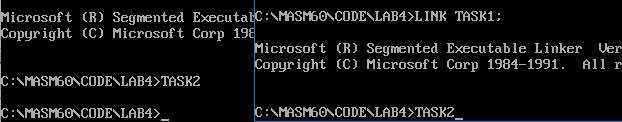 Microsoft (R) Segmented Executab
Copyright (C) Microsoft Corp 198
C:\MASM60\CODE\LAB4>TASK2
C:\MASM60\CODE\LAB4>_
C:\MASM60\CODE\LAB4>LINK TASK1;
Microsoft (R) Segmented Executable Linker Ver
Copyright (C) Microsoft Corp 1984-1991. All r
C:\MASM60\CODE\LAB4>TASK2_